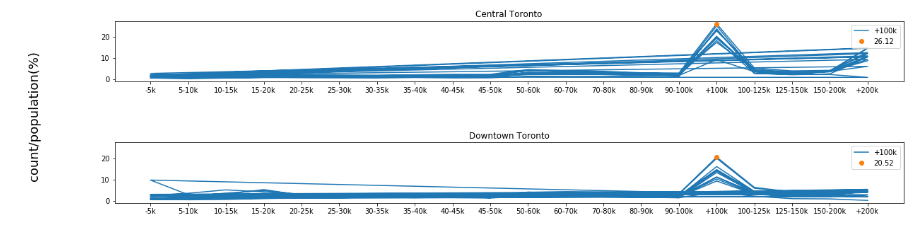 Central Toronto
count/population(%)
20
10
0
+100k
26.12
-5k 5-10k 10-15k 15-20k 20-25k 25-30k 30-35k 35-40k 40-45k 45-50k 50-60k 60-70k 70-80k 80-90k 90-100k +100k 100-125k 125-150k 150-200k +200k
Downtown Toronto
20
10
0
+100k
20.52
-5k 5-10k 10-15k 15-20k 20-25k 25-30k 30-35k 35-40k 40-45k 45-50k 50-60k 60-70k 70-80k 80-90k 90-100k +100k 100-125k 125-150k 150-200k +200k